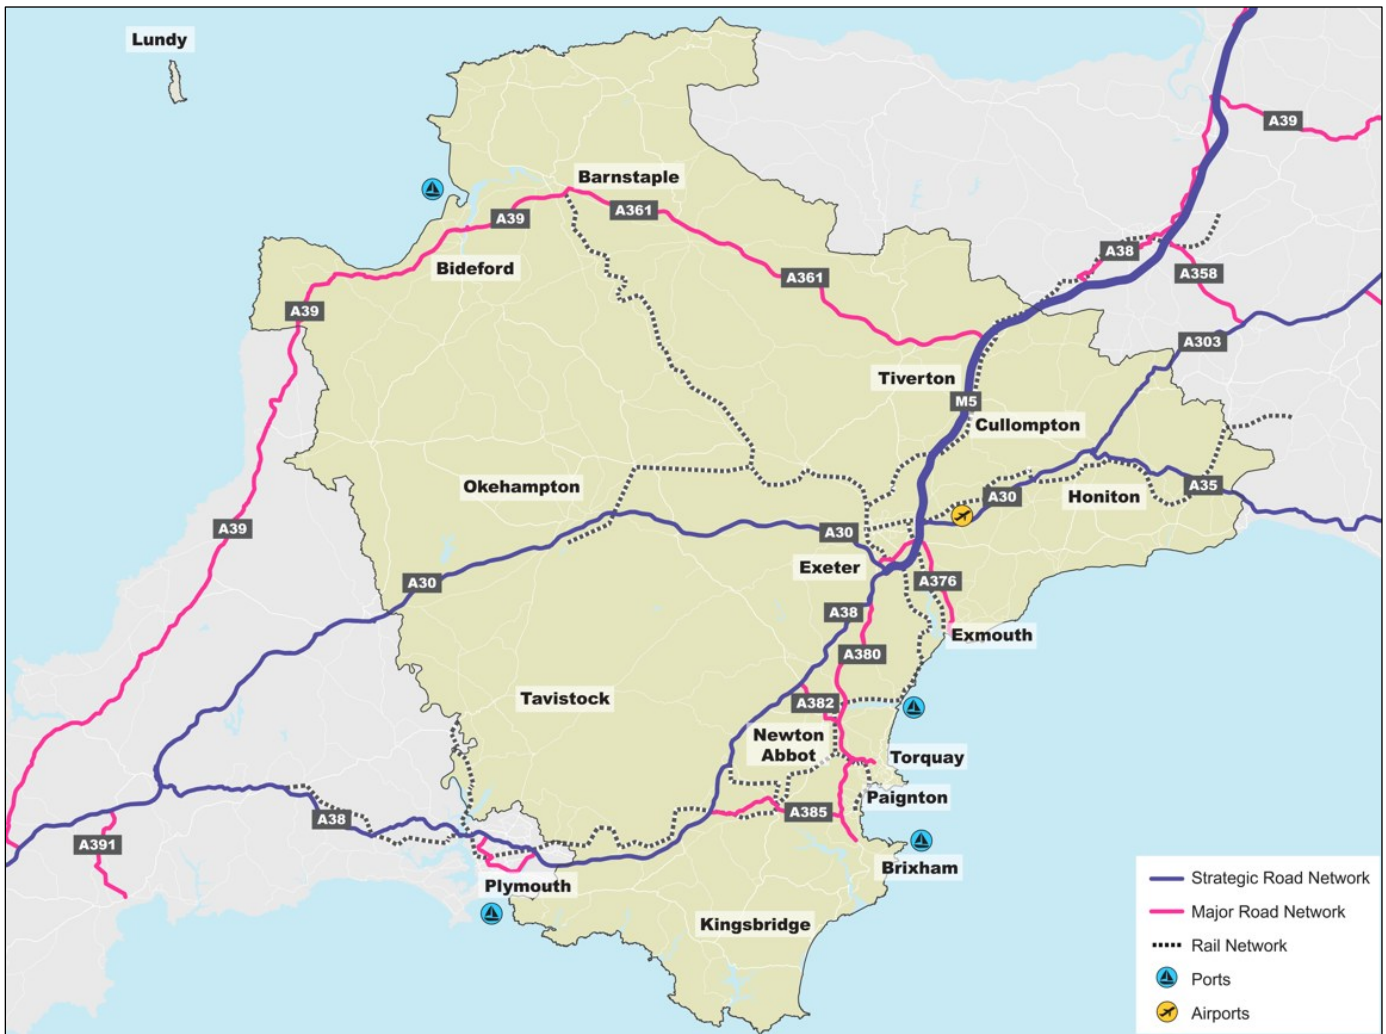 Lundy
A39
Barnstaple
A361
A39
A38
Bideford
A358
A361
A39
A303
Tiverton
M5
Cullompton
Okehampton
A35
A30
Honiton
A39
A30
Exeter
A30
A376
A38
Exmouth
A380
Tavistock
A382
Newton
Abbot
Torquay
Paignton
A385
A38
A391
Brixham
Plymouth
Kingsbridge
Strategic Road Network
Major Road Network
Rail Network
Ports
Airports